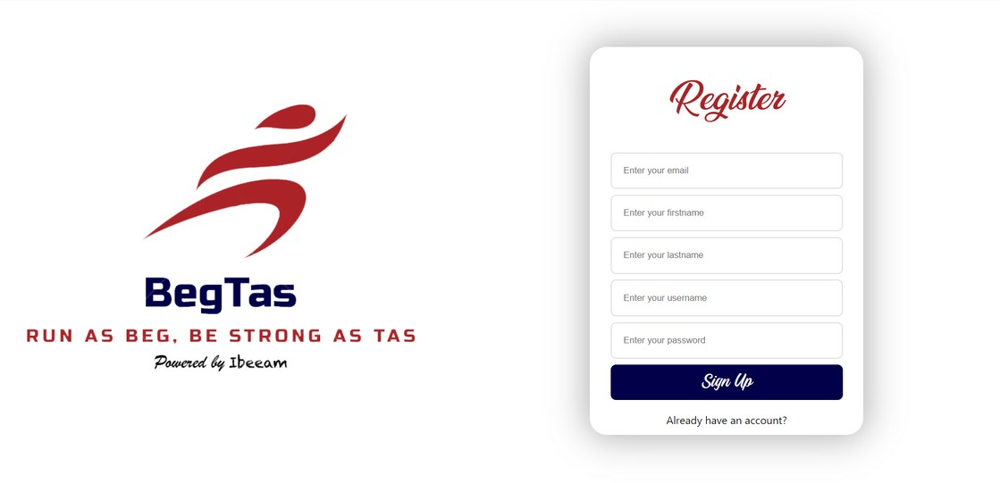 BegTas
RUN AS BEG, BE STRONG AS TAS
Powered by Ibeeam
Register
Enter your email
Enter your firstname
Enter your lastname
Enter your username
Enter your password
Sign Up
Already have an account?